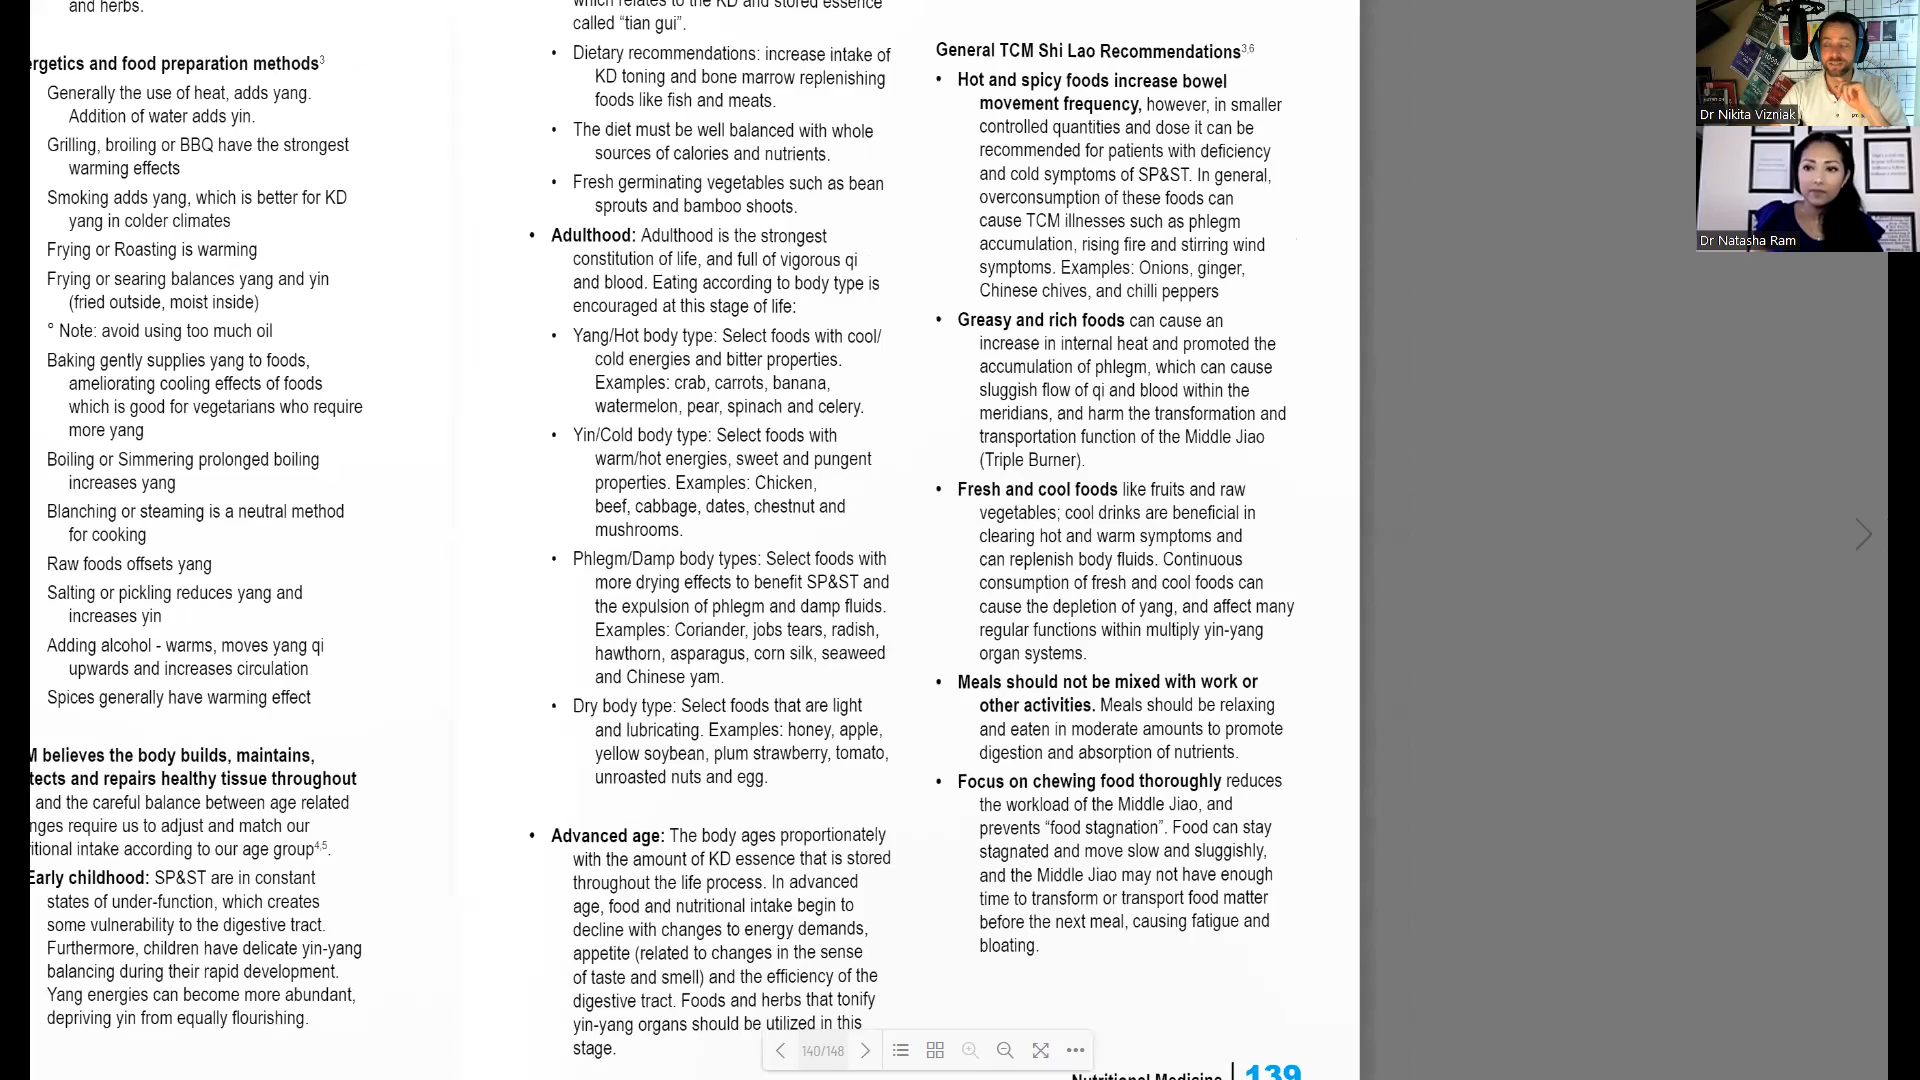 and herbs.
rgetics and food preparation methods3
Generally the use of heat, adds yang.
Addition of water adds yin.
Grilling, broiling or BBQ have the strongest
warming effects
Smoking adds yang, which is better for KD
yang in colder climates
Frying or Roasting is warming
Frying or searing balances yang and yin
(fried outside, moist inside)
° Note: avoid using too much oil
Baking gently supplies yang to foods,
ameliorating cooling effects of foods
which is good for vegetarians who require
more yang
Boiling or Simmering prolonged boiling
increases yang
Blanching or steaming is a neutral method
for cooking
Raw foods offsets yang
Salting or pickling reduces yang and
increases yin
Adding alcohol - warms, moves yang qi
upwards and increases circulation
Spices generally have warming effect
M believes the body builds, maintains,
tects and repairs healthy tissue throughout
and the careful balance between age related
nges require us to adjust and match our
itional intake according to our age group4,5.
Early childhood: SP&ST are in constant
states of under-function, which creates
some vulnerability to the digestive tract.
Furthermore, children have delicate yin-yang
balancing during their rapid development.
Yang energies can become more abundant,
depriving yin from equally flourishing.
which relates to the KD and stored essence
called “tian gui”.
• Dietary recommendations: increase intake of
KD toning and bone marrow replenishing
foods like fish and meats.
• The diet must be well balanced with whole
sources of calories and nutrients.
• Fresh germinating vegetables such as bean
sprouts and bamboo shoots.
• Adulthood: Adulthood is the strongest
constitution of life, and full of vigorous qi
and blood. Eating according to body type is
encouraged at this stage of life:
• Yang/Hot body type: Select foods with cool/
cold energies and bitter properties.
Examples: crab, carrots, banana,
watermelon, pear, spinach and celery.
• Yin/Cold body type: Select foods with
warm/hot energies, sweet and pungent
properties. Examples: Chicken,
beef, cabbage, dates, chestnut and
mushrooms.
• Phlegm/Damp body types: Select foods with
more drying effects to benefit SP&ST and
the expulsion of phlegm and damp fluids.
Examples: Coriander, jobs tears, radish,
hawthorn, asparagus, corn silk, seaweed
and Chinese yam.
• Dry body type: Select foods that are light
and lubricating. Examples: honey, apple,
yellow soybean, plum strawberry, tomato,
unroasted nuts and egg.
• Advanced age: The body ages proportionately
with the amount of KD essence that is stored
throughout the life process. In advanced
age, food and nutritional intake begin to
decline with changes to energy demands,
appetite (related to changes in the sense
of taste and smell) and the efficiency of the
digestive tract. Foods and herbs that tonify
yin-yang organs should be utilized in this
stage.
General TCM Shi Lao Recommendations3,6
• Hot and spicy foods increase bowel
movement frequency, however, in smaller
controlled quantities and dose it can be
recommended for patients with deficiency
and cold symptoms of SP&ST. In general,
overconsumption of these foods can
cause TCM illnesses such as phlegm
accumulation, rising fire and stirring wind
symptoms. Examples: Onions, ginger,
Chinese chives, and chilli peppers
• Greasy and rich foods can cause an
increase in internal heat and promoted the
accumulation of phlegm, which can cause
sluggish flow of qi and blood within the
meridians, and harm the transformation and
transportation function of the Middle Jiao
(Triple Burner).
• Fresh and cool foods like fruits and raw
vegetables; cool drinks are beneficial in
clearing hot and warm symptoms and
can replenish body fluids. Continuous
consumption of fresh and cool foods can
cause the depletion of yang, and affect many
regular functions within multiply yin-yang
organ systems.
• Meals should not be mixed with work or
other activities. Meals should be relaxing
and eaten in moderate amounts to promote
digestion and absorption of nutrients.
• Focus on chewing food thoroughly reduces
the workload of the Middle Jiao, and
prevents “food stagnation”. Food can stay
stagnated and move slow and sluggishly,
and the Middle Jiao may not have enough
time to transform or transport food matter
before the next meal, causing fatigue and
bloating.
140/148
Nutritional Medicine | 139
Dr Nikita Vizniak
Dr Natasha Ram